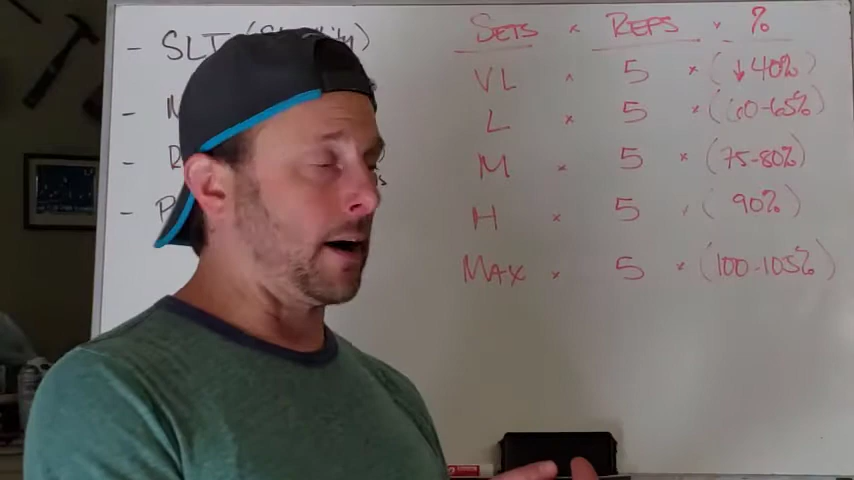 - SLT (
SETS × REPS × %
VL × 5 × (↓40%)
- L × 5 × (60-65%)
- M × 5 × (75-80%)
- H × 5 × (90%)
MAX × 5 × (100-105%)